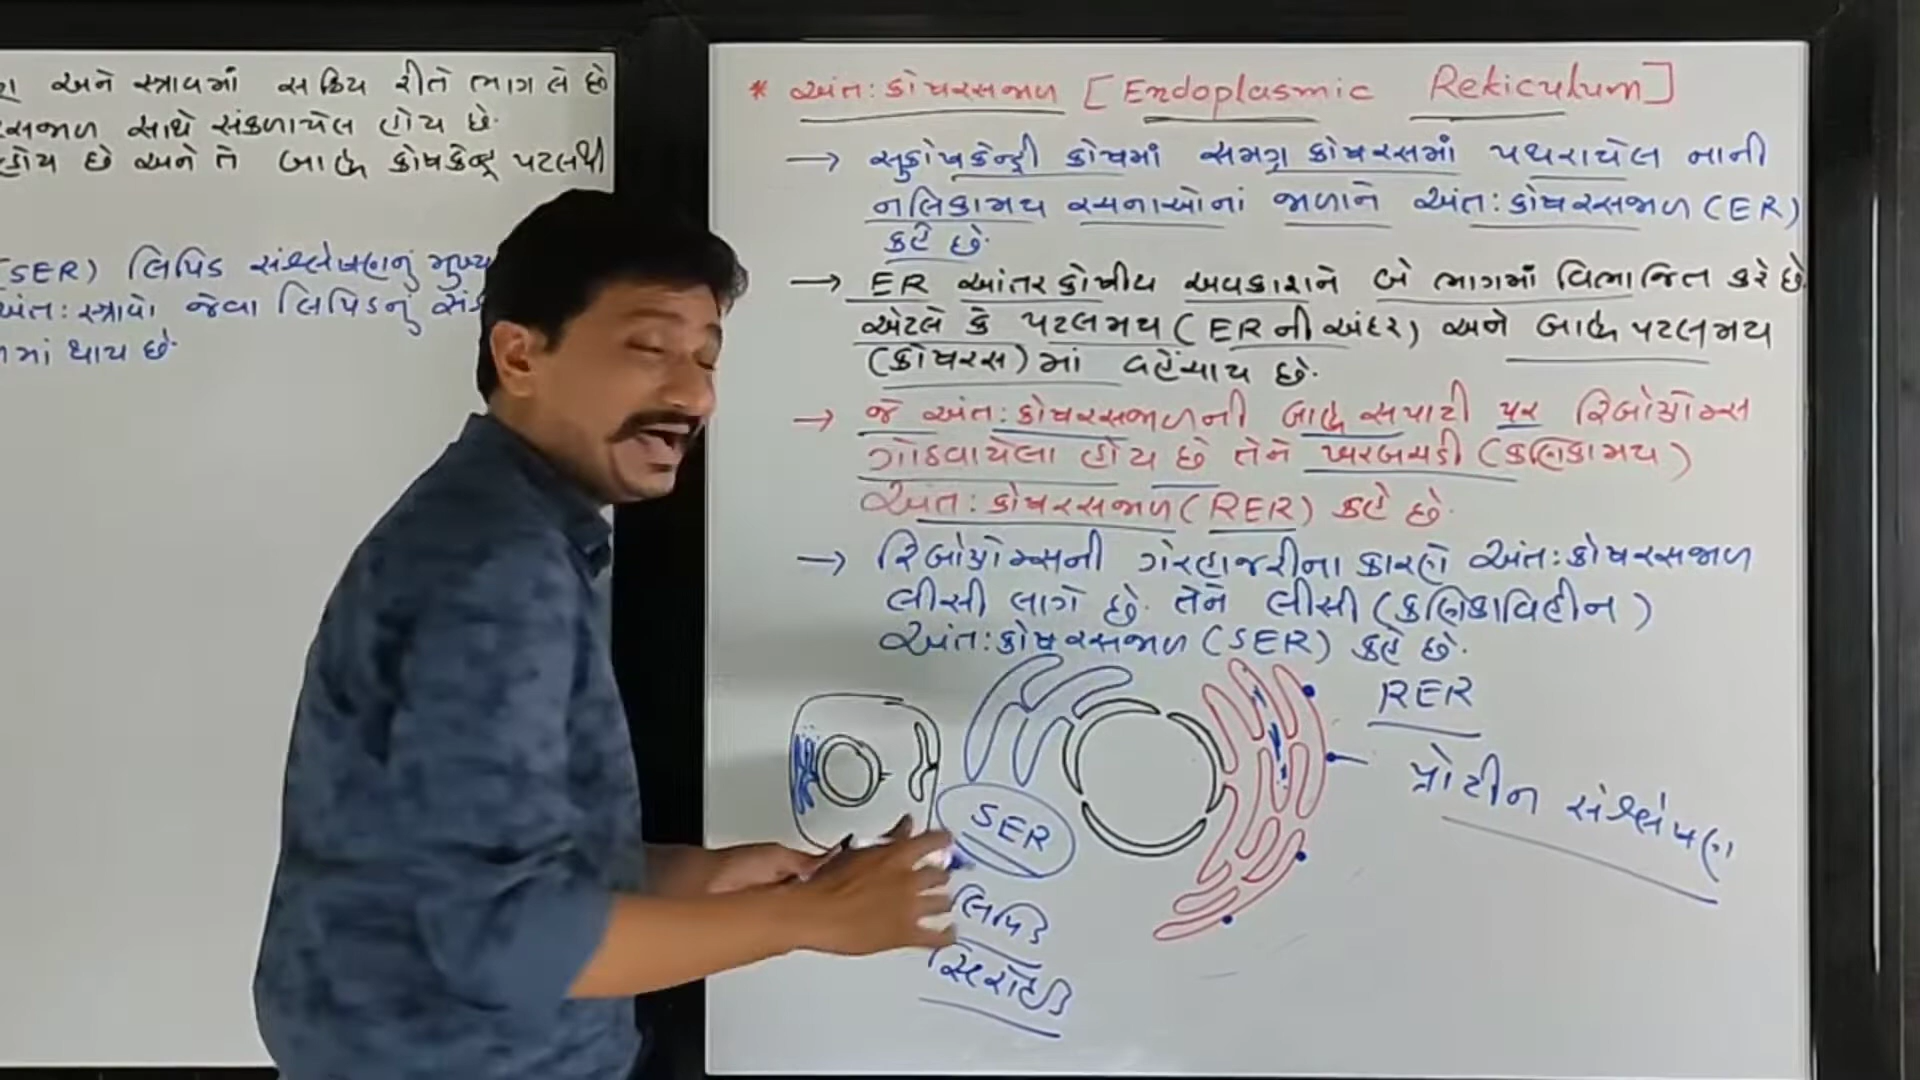 અને સ્ત્રાવમાં સક્રિય રીતે ભાગ લે છે
સાથે સંકળાયેલ હોય છે.
હોય છે અને તે બાહ્ય કોષકેન્દ્ર પટલથી
(SER) લિપિડ સંશ્લેષણનું મુખ્ય
અંતઃસ્ત્રાવો જેવા લિપિડનું
માં થાય છે.
* અંતઃકોષરસજાળ [Endoplasmic Reticulum]
→ સુકોષકેન્દ્રી કોષમાં સમગ્ર કોષરસમાં પથરાયેલ નાની
નલિકામય રચનાઓનાં જાળાને અંતઃકોષરસજાળ (ER)
કહે છે.
→ ER આંતરકોષીય અવકાશને બે ભાગમાં વિભાજિત કરે છે
એટલે કે પટલમય (ER ની અંદર) અને બાહ્ય પટલમય
(કોષરસ) માં વહેંચાય છે.
→ જે અંતઃકોષરસજાળની બાહ્ય સપાટી પર રિબોઝોમ્સ
ગોઠવાયેલા હોય છે તેને ખરબચડી (કણિકામય)
અંતઃકોષરસજાળ (RER) કહે છે.
→ રિબોઝોમ્સની ગેરહાજરીના કારણે અંતઃકોષરસજાળ
લીસી લાગે છે. તેને લીસી (કણિકાવિહીન)
અંતઃકોષરસજાળ (SER) કહે છે.
RER
પ્રોટીન સંશ્લેષણ
SER
લિપિડ
સ્ટિરોઈડ